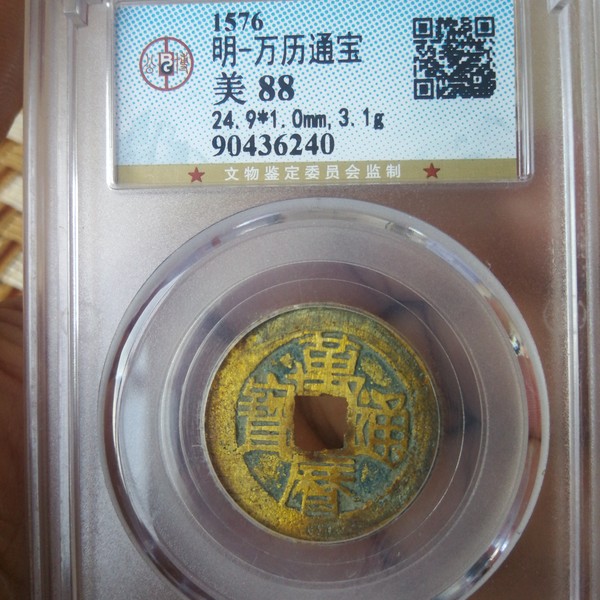 1576
明-万历通宝
美 88
24.9*1.0mm,3.1g
90436240
★ 文物鉴定委员会监制 ★
萬
曆
通
寶